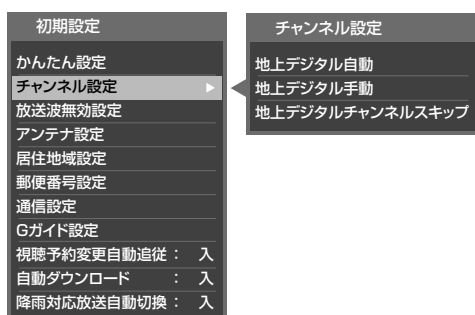 初期設定
かんたん設定
チャンネル設定
放送波無効設定
アンテナ設定
居住地域設定
郵便番号設定
通信設定
Gガイド設定
視聴予約変更自動追従： 入
自動ダウンロード ： 入
降雨対応放送自動切換： 入
チャンネル設定
地上デジタル自動
地上デジタル手動
地上デジタルチャンネルスキップ